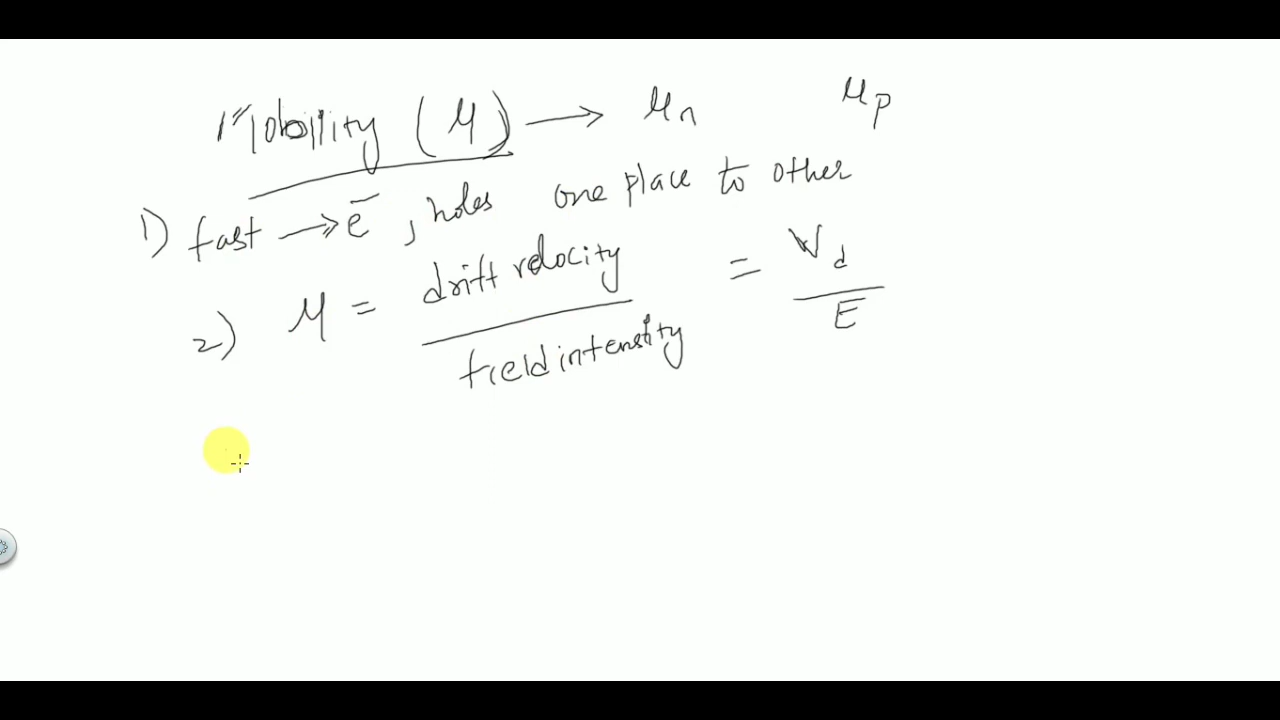 Mobility (μ) → μn μp
1) fast → e⁻, holes one place to other
2) μ = drift velocity / field intensity = Vd / E